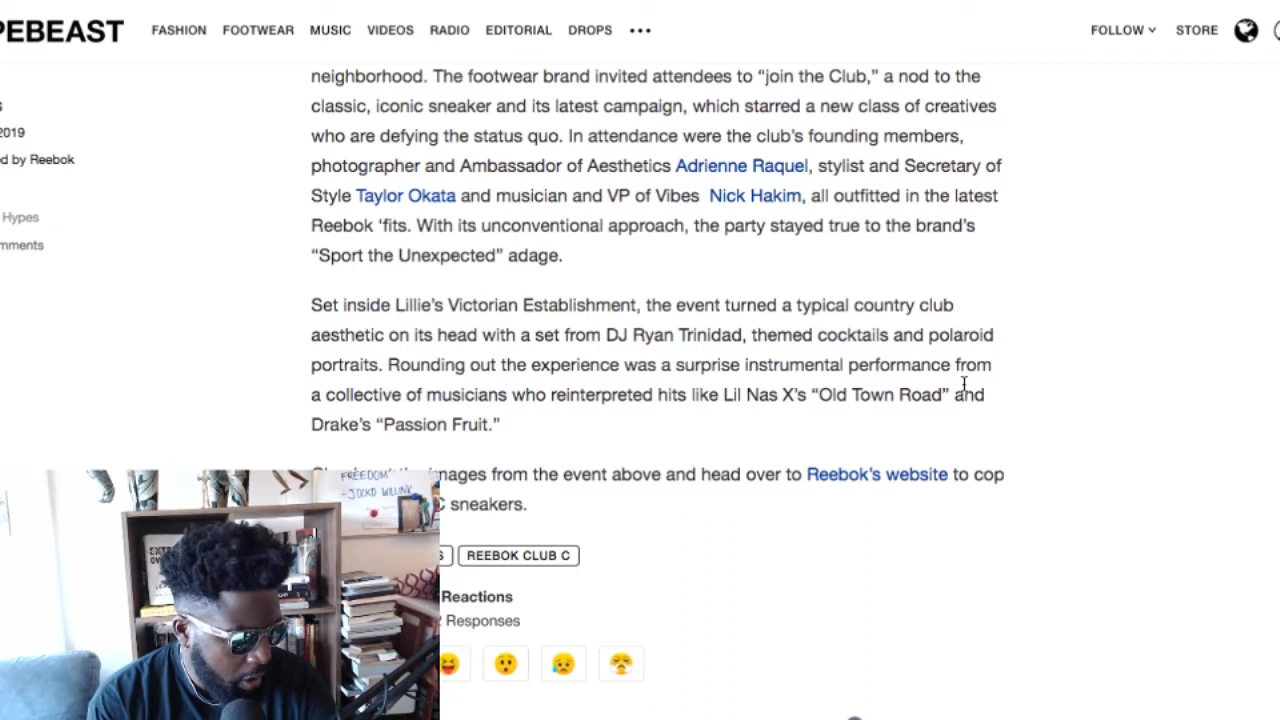 PEBEAST FASHION FOOTWEAR MUSIC VIDEOS RADIO EDITORIAL DROPS ••• FOLLOW STORE
neighborhood. The footwear brand invited attendees to “join the Club,” a nod to the
classic, iconic sneaker and its latest campaign, which starred a new class of creatives
2019
who are defying the status quo. In attendance were the club’s founding members,
ed by Reebok
photographer and Ambassador of Aesthetics Adrienne Raquel, stylist and Secretary of
Style Taylor Okata and musician and VP of Vibes Nick Hakim, all outfitted in the latest
Hypes
Reebok ‘fits. With its unconventional approach, the party stayed true to the brand’s
mments
“Sport the Unexpected” adage.
Set inside Lillie’s Victorian Establishment, the event turned a typical country club
aesthetic on its head with a set from DJ Ryan Trinidad, themed cocktails and polaroid
portraits. Rounding out the experience was a surprise instrumental performance from
a collective of musicians who reinterpreted hits like Lil Nas X’s “Old Town Road” and
Drake’s “Passion Fruit.”
from the event above and head over to Reebok’s website to cop
C sneakers.
REEBOK CLUB C
Reactions
Responses
FREEDOM"
-JOCKO WILLINK